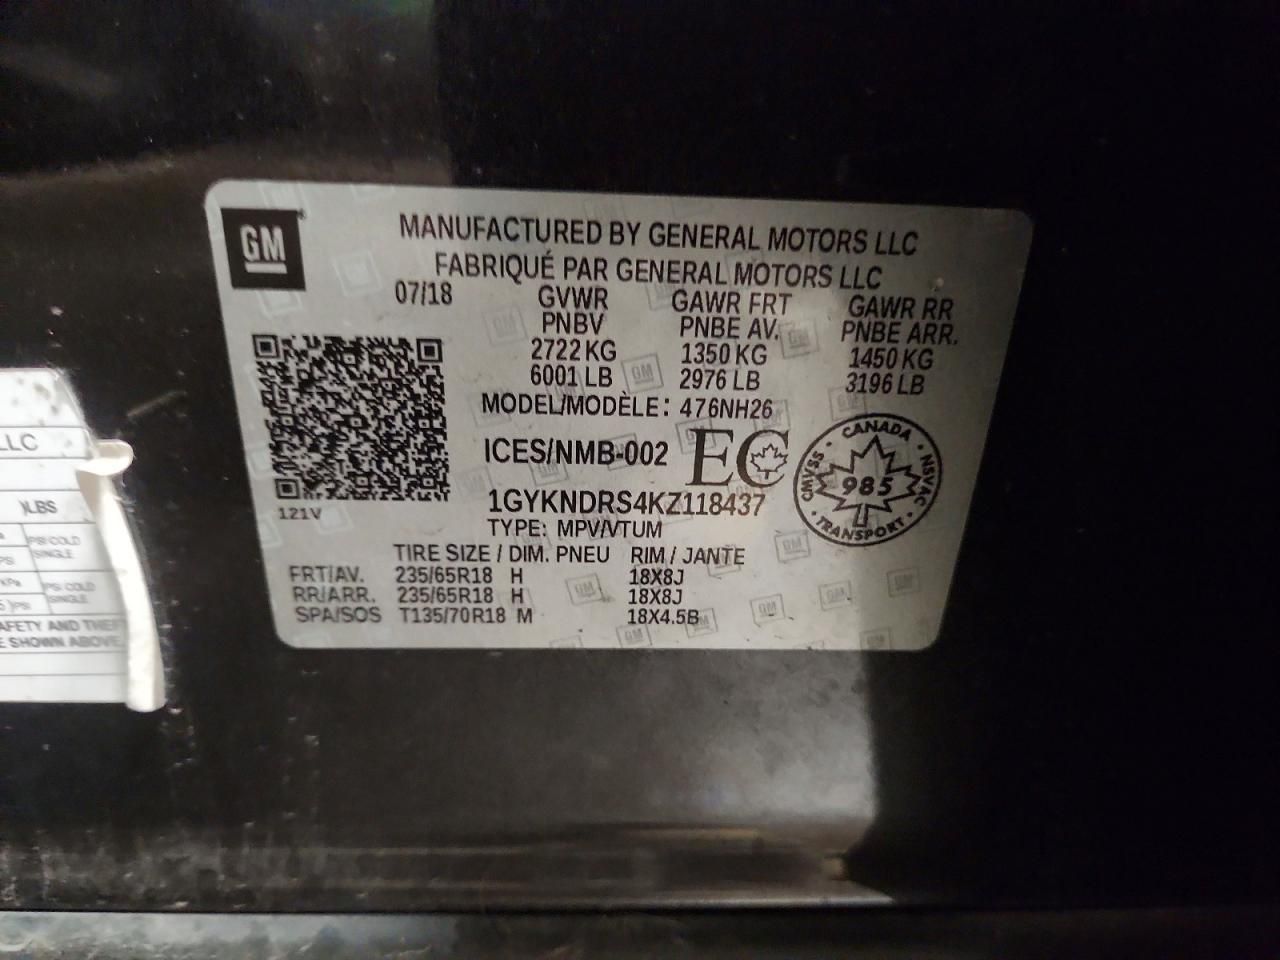 GM
MANUFACTURED BY GENERAL MOTORS LLC
FABRIQUÉ PAR GENERAL MOTORS LLC
07/18 GVWR GAWR FRT GAWR RR
PNBV PNBE AV. PNBE ARR.
2722 KG 1350 KG 1450 KG
6001 LB 2976 LB 3196 LB
MODEL/MODÈLE: 476NH26
ICES/NMB-002 EC
CANADA
CMVSS 985 NSVAC
TRANSPORT
1GYKNDRS4KZ118437
121V
TYPE: MPV/VTUM
TIRE SIZE / DIM. PNEU RIM / JANTE
FRT/AV. 235/65R18 H 18X8J
RR/ARR. 235/65R18 H 18X8J
SPA/SOS T135/70R18 M 18X4.5B
LLC
)LBS
PSI COLD
PSI SINGLE
KPa PSI COLD
)PSI SINGLE
AFETY AND THEFT
E SHOWN ABOVE.